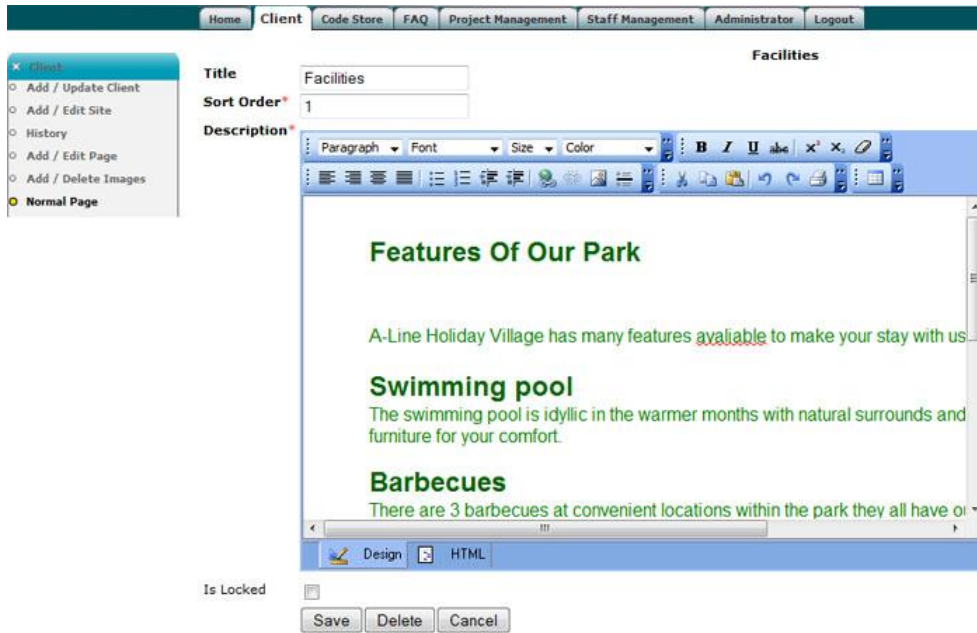 Home Client Code Store FAQ Project Management Staff Management Administrator Logout
Facilities
Client
Add / Update Client
Add / Edit Site
History
Add / Edit Page
Add / Delete Images
Normal Page
Title Facilities
Sort Order* 1
Description*
Paragraph Font Size Color B I U abc x² x₂
Features Of Our Park
A-Line Holiday Village has many features avaliable to make your stay with us
Swimming pool
The swimming pool is idyllic in the warmer months with natural surrounds and
furniture for your comfort.
Barbecues
There are 3 barbecues at convenient locations within the park they all have
Design HTML
Is Locked
Save Delete Cancel